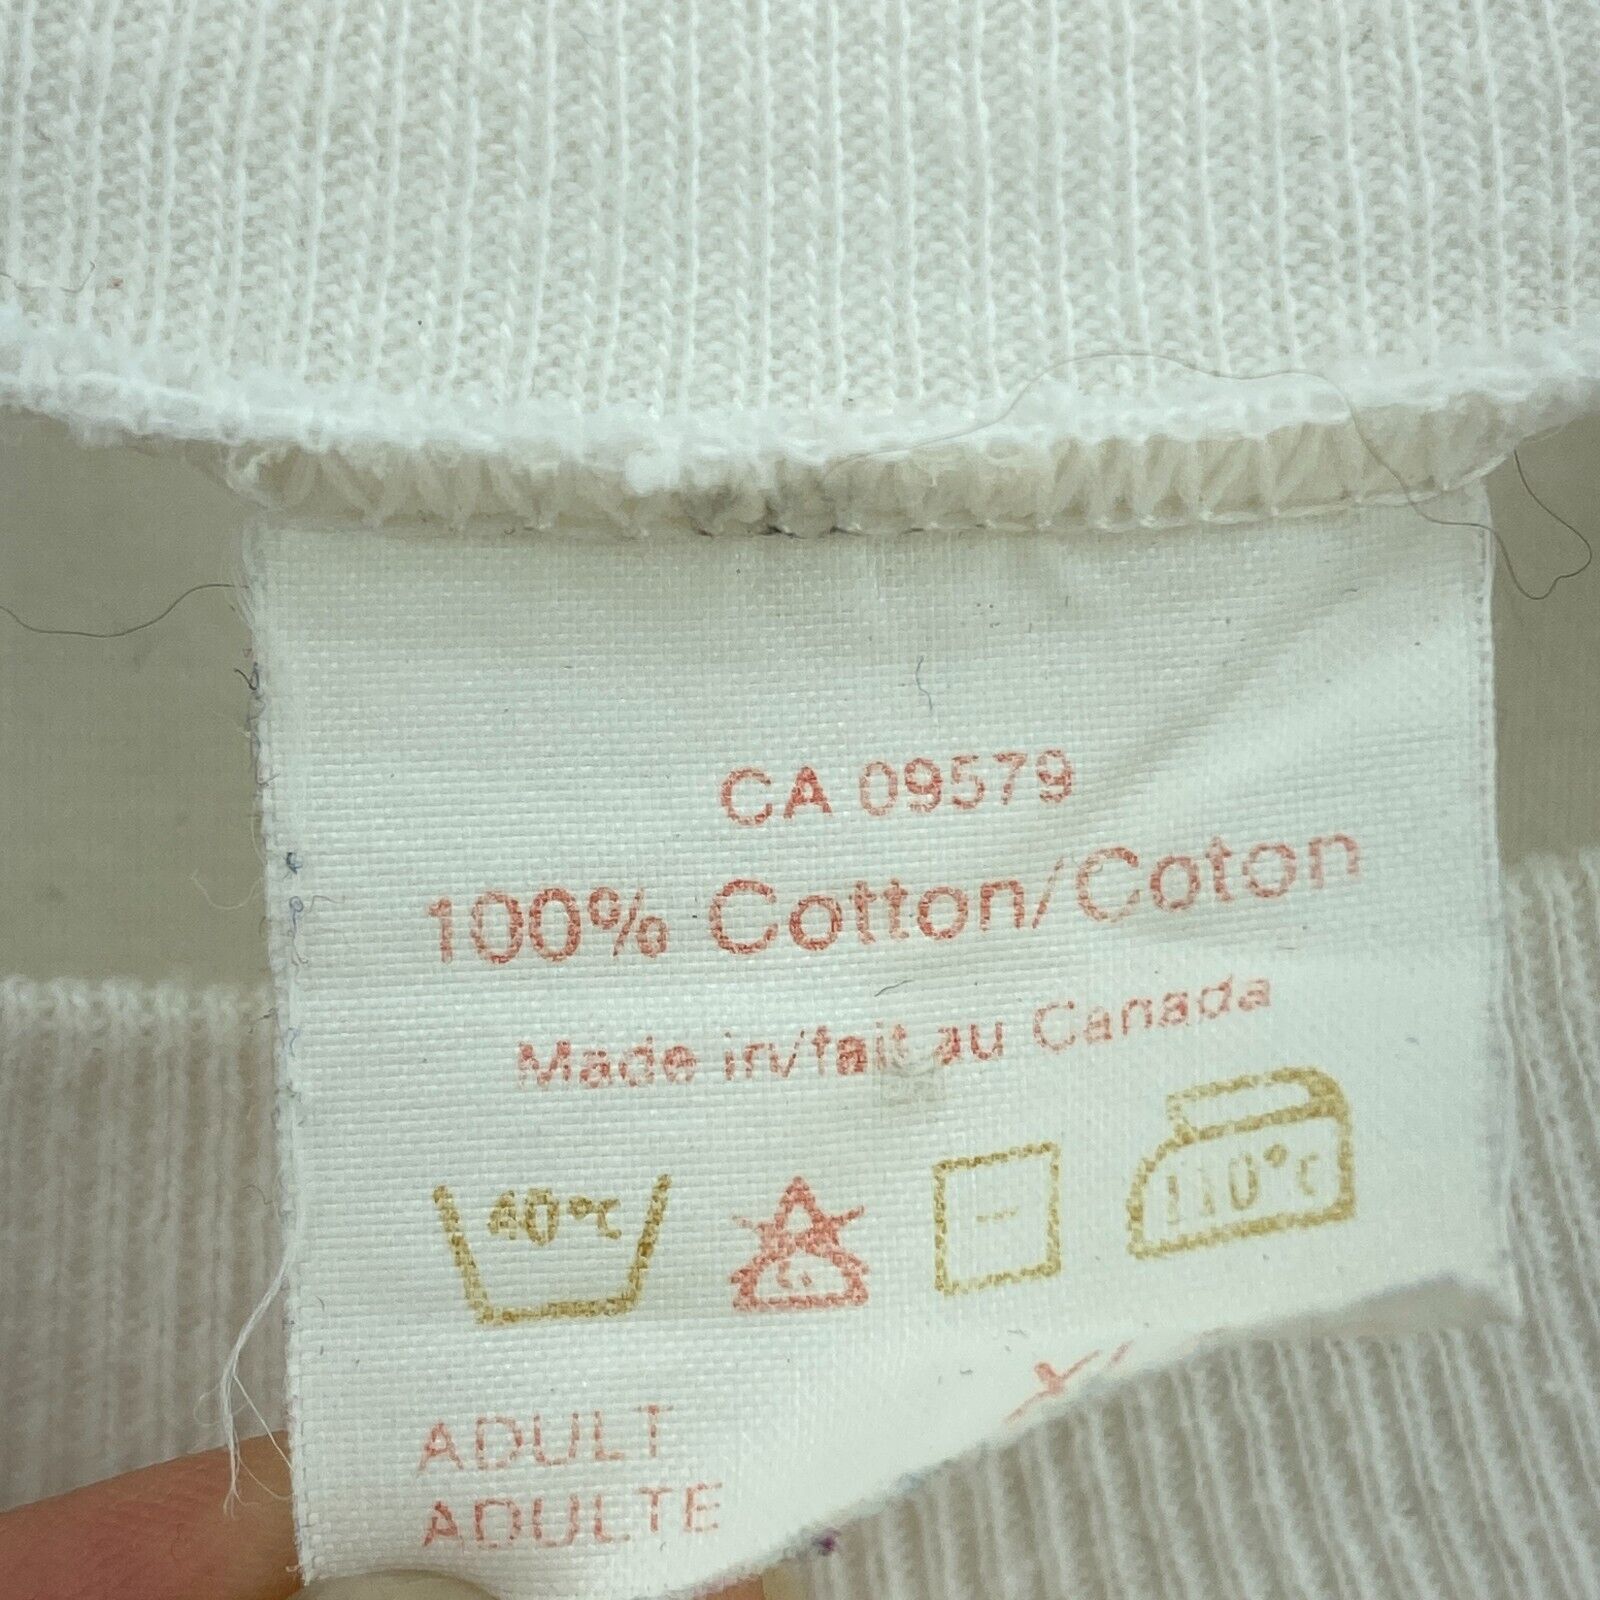 CA 09579
100% Cotton/Coton
Made in/fait au Canada
40°C
110°C
ADULT
ADULTE